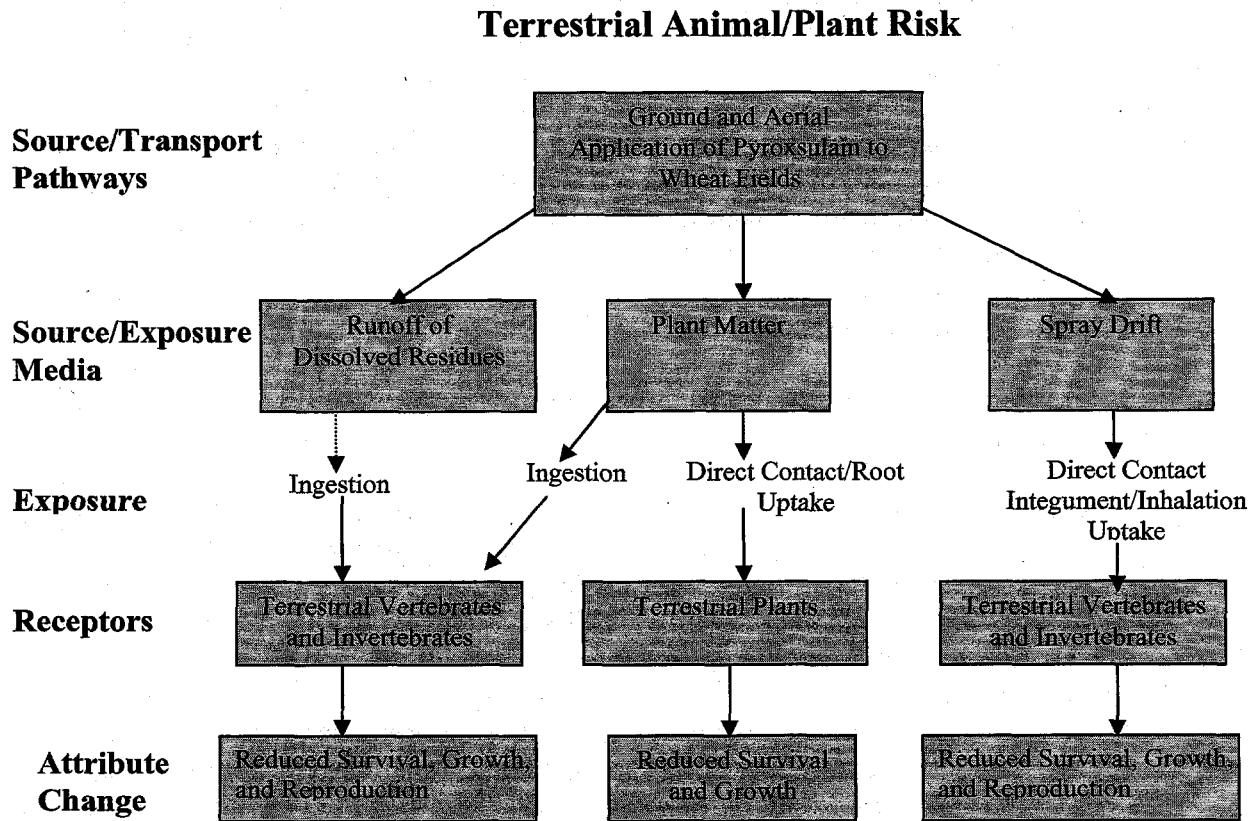 Terrestrial Animal/Plant Risk
Source/Transport
Pathways
Ground and Aerial
Application of Pyroxsulam to
Wheat Fields
Source/Exposure
Media
Runoff of
Dissolved Residues
Plant Matter
Spray Drift
Exposure
Ingestion
Ingestion
Direct Contact/Root
Uptake
Direct Contact
Integument/Inhalation
Uptake
Receptors
Terrestrial Vertebrates
and Invertebrates
Terrestrial Plants
Terrestrial Vertebrates
and Invertebrates
Attribute
Change
Reduced Survival, Growth,
and Reproduction
Reduced Survival
and Growth
Reduced Survival, Growth,
and Reproduction